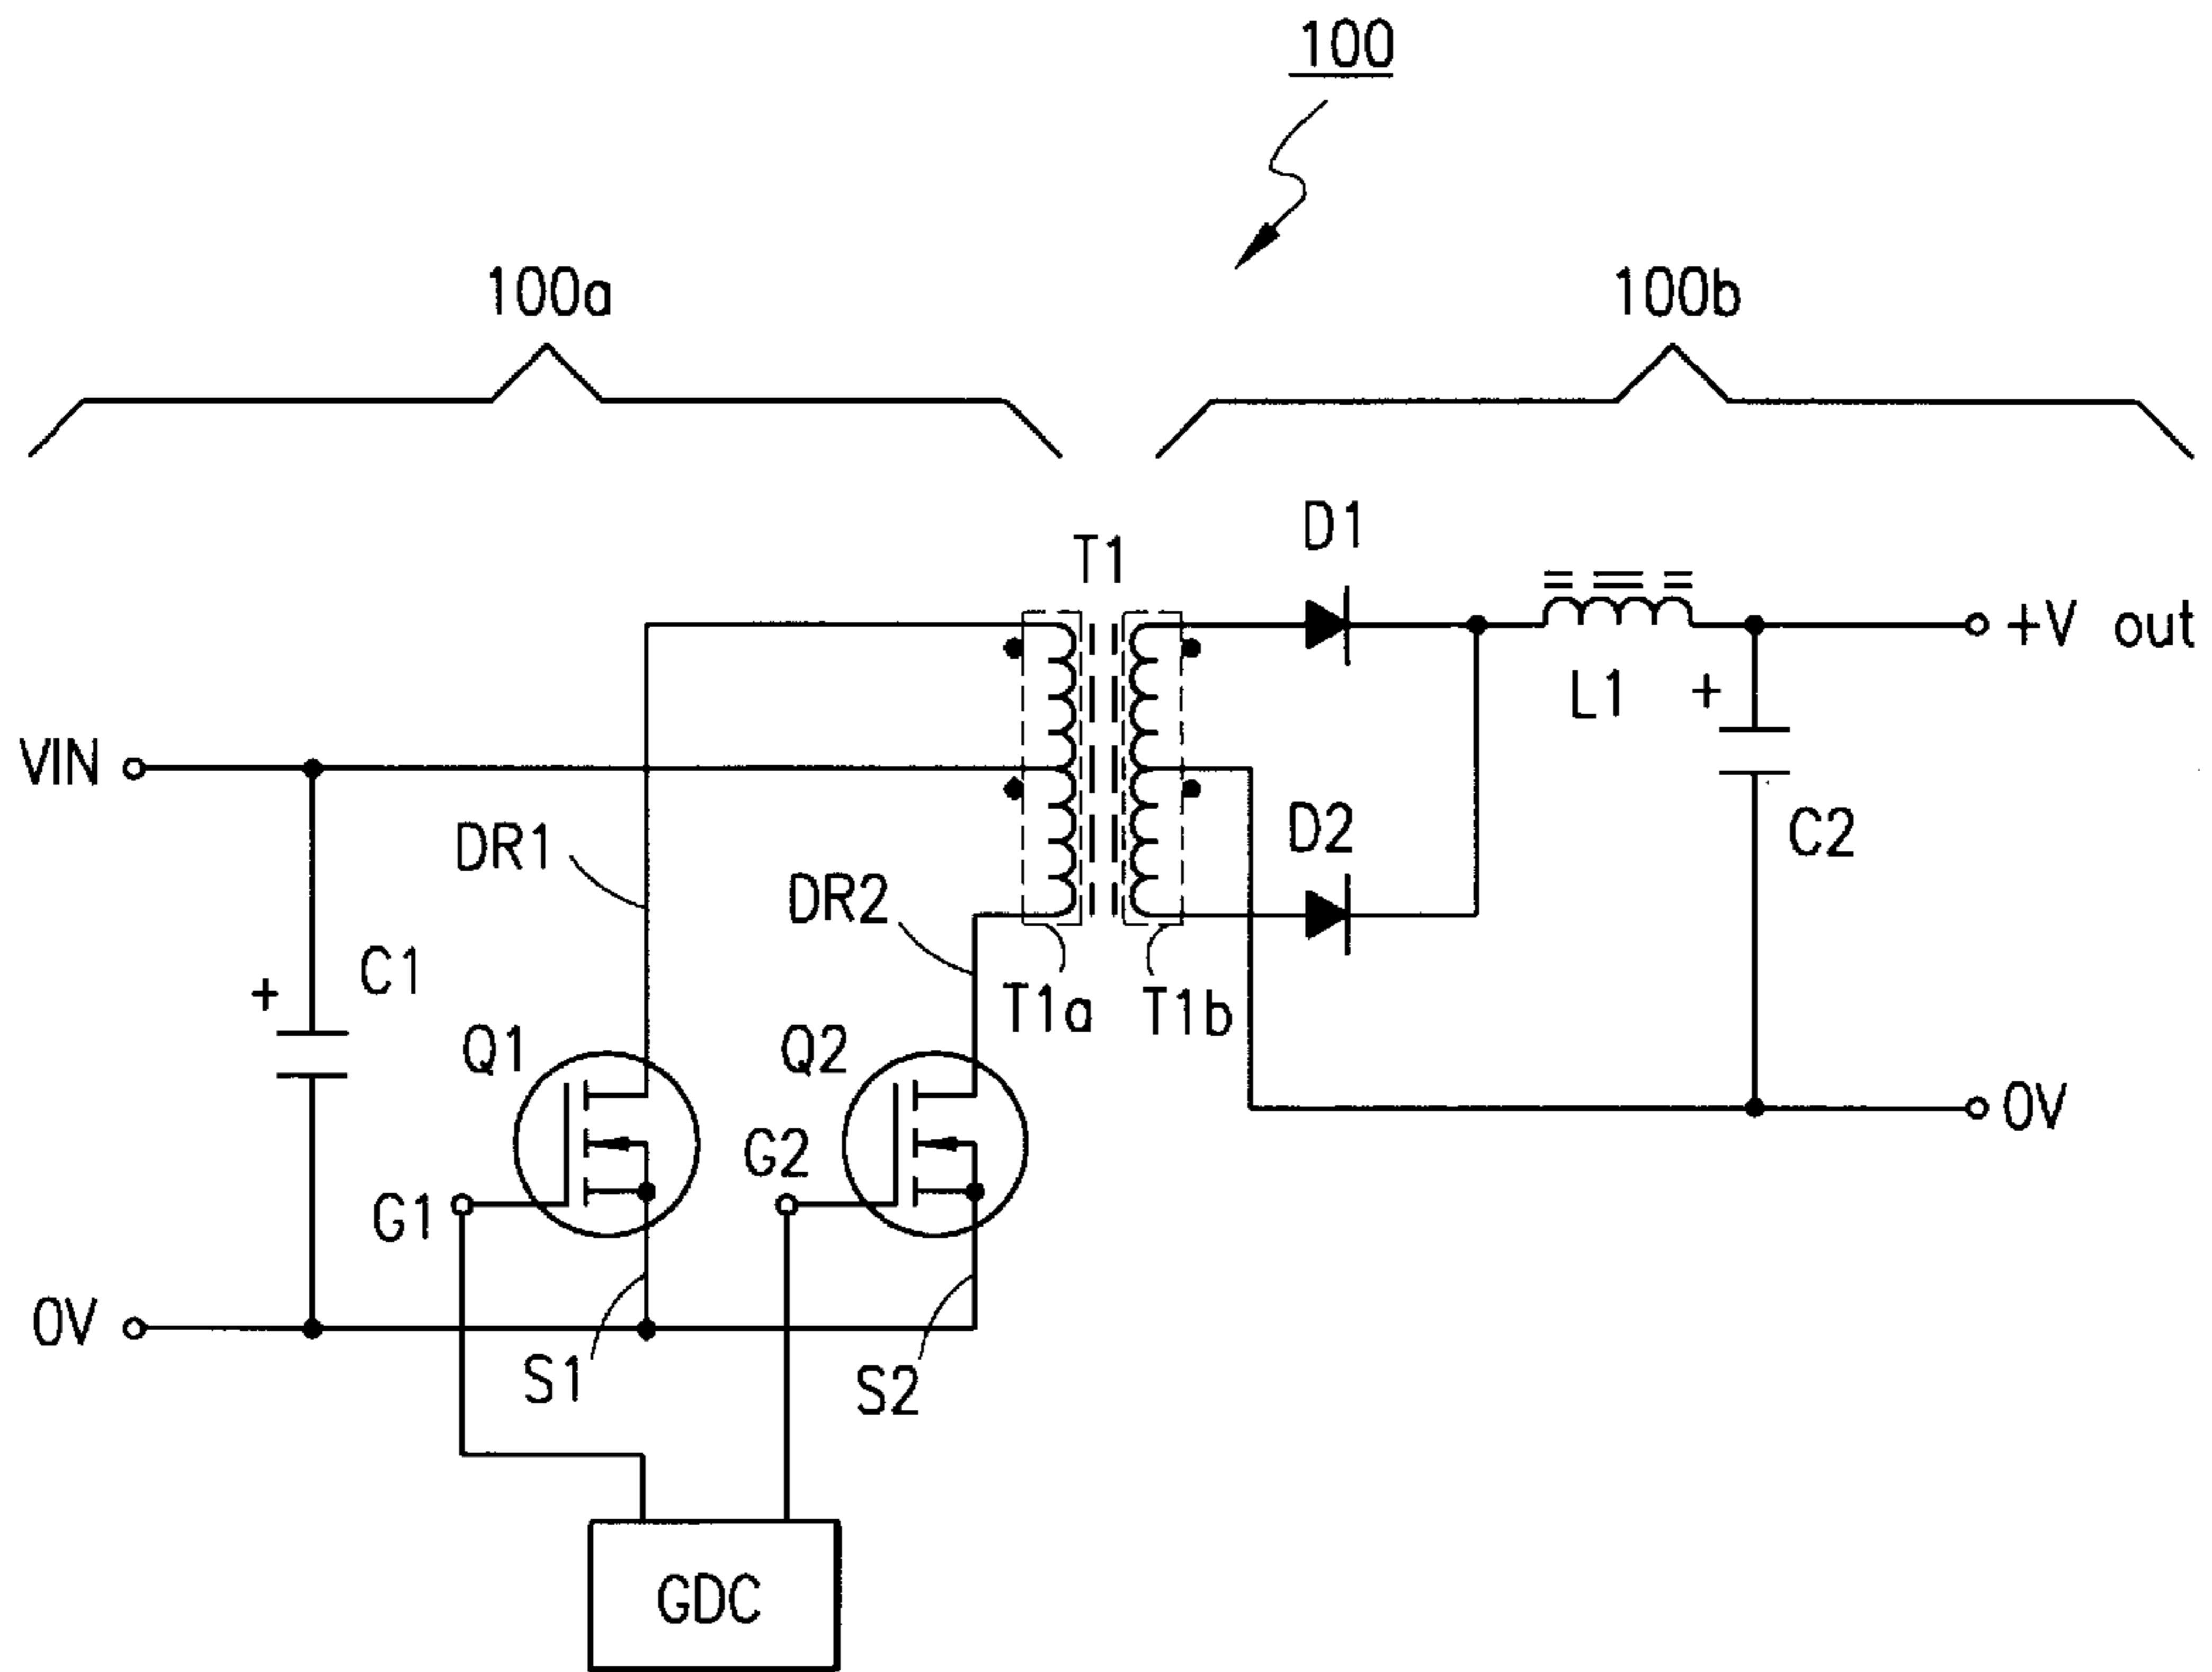 100
100a
100b
D1
T1
+V out
L1
+
VIN
DR1
D2
C2
DR2
C1
+
T1a
T1b
Q1
Q2
G2
0V
G1
0V
S1
S2
GDC